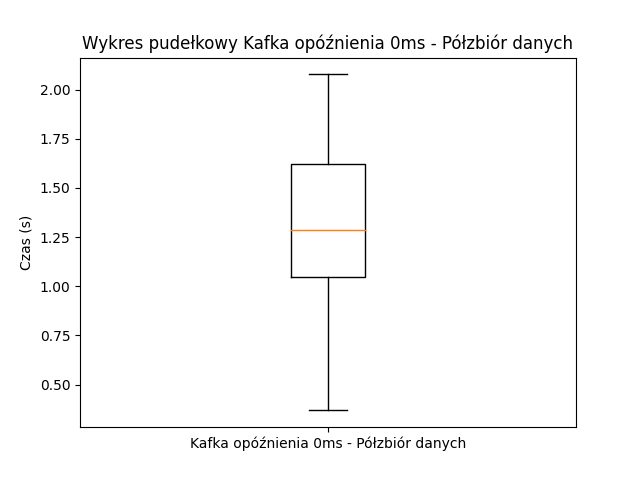 Wykres pudełkowy Kafka opóźnienia 0ms - Półzbiór danych
2.00
1.75
1.50
1.25
1.00
0.75
0.50
Czas (s)
Kafka opóźnienia 0ms - Półzbiór danych